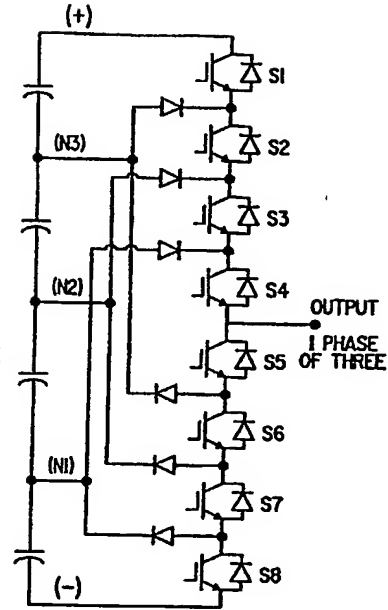 (+)
S1
(N3)
S2
S3
(N2)
S4
OUTPUT
1 PHASE
OF THREE
S5
S6
(N1)
S7
(-)
S8